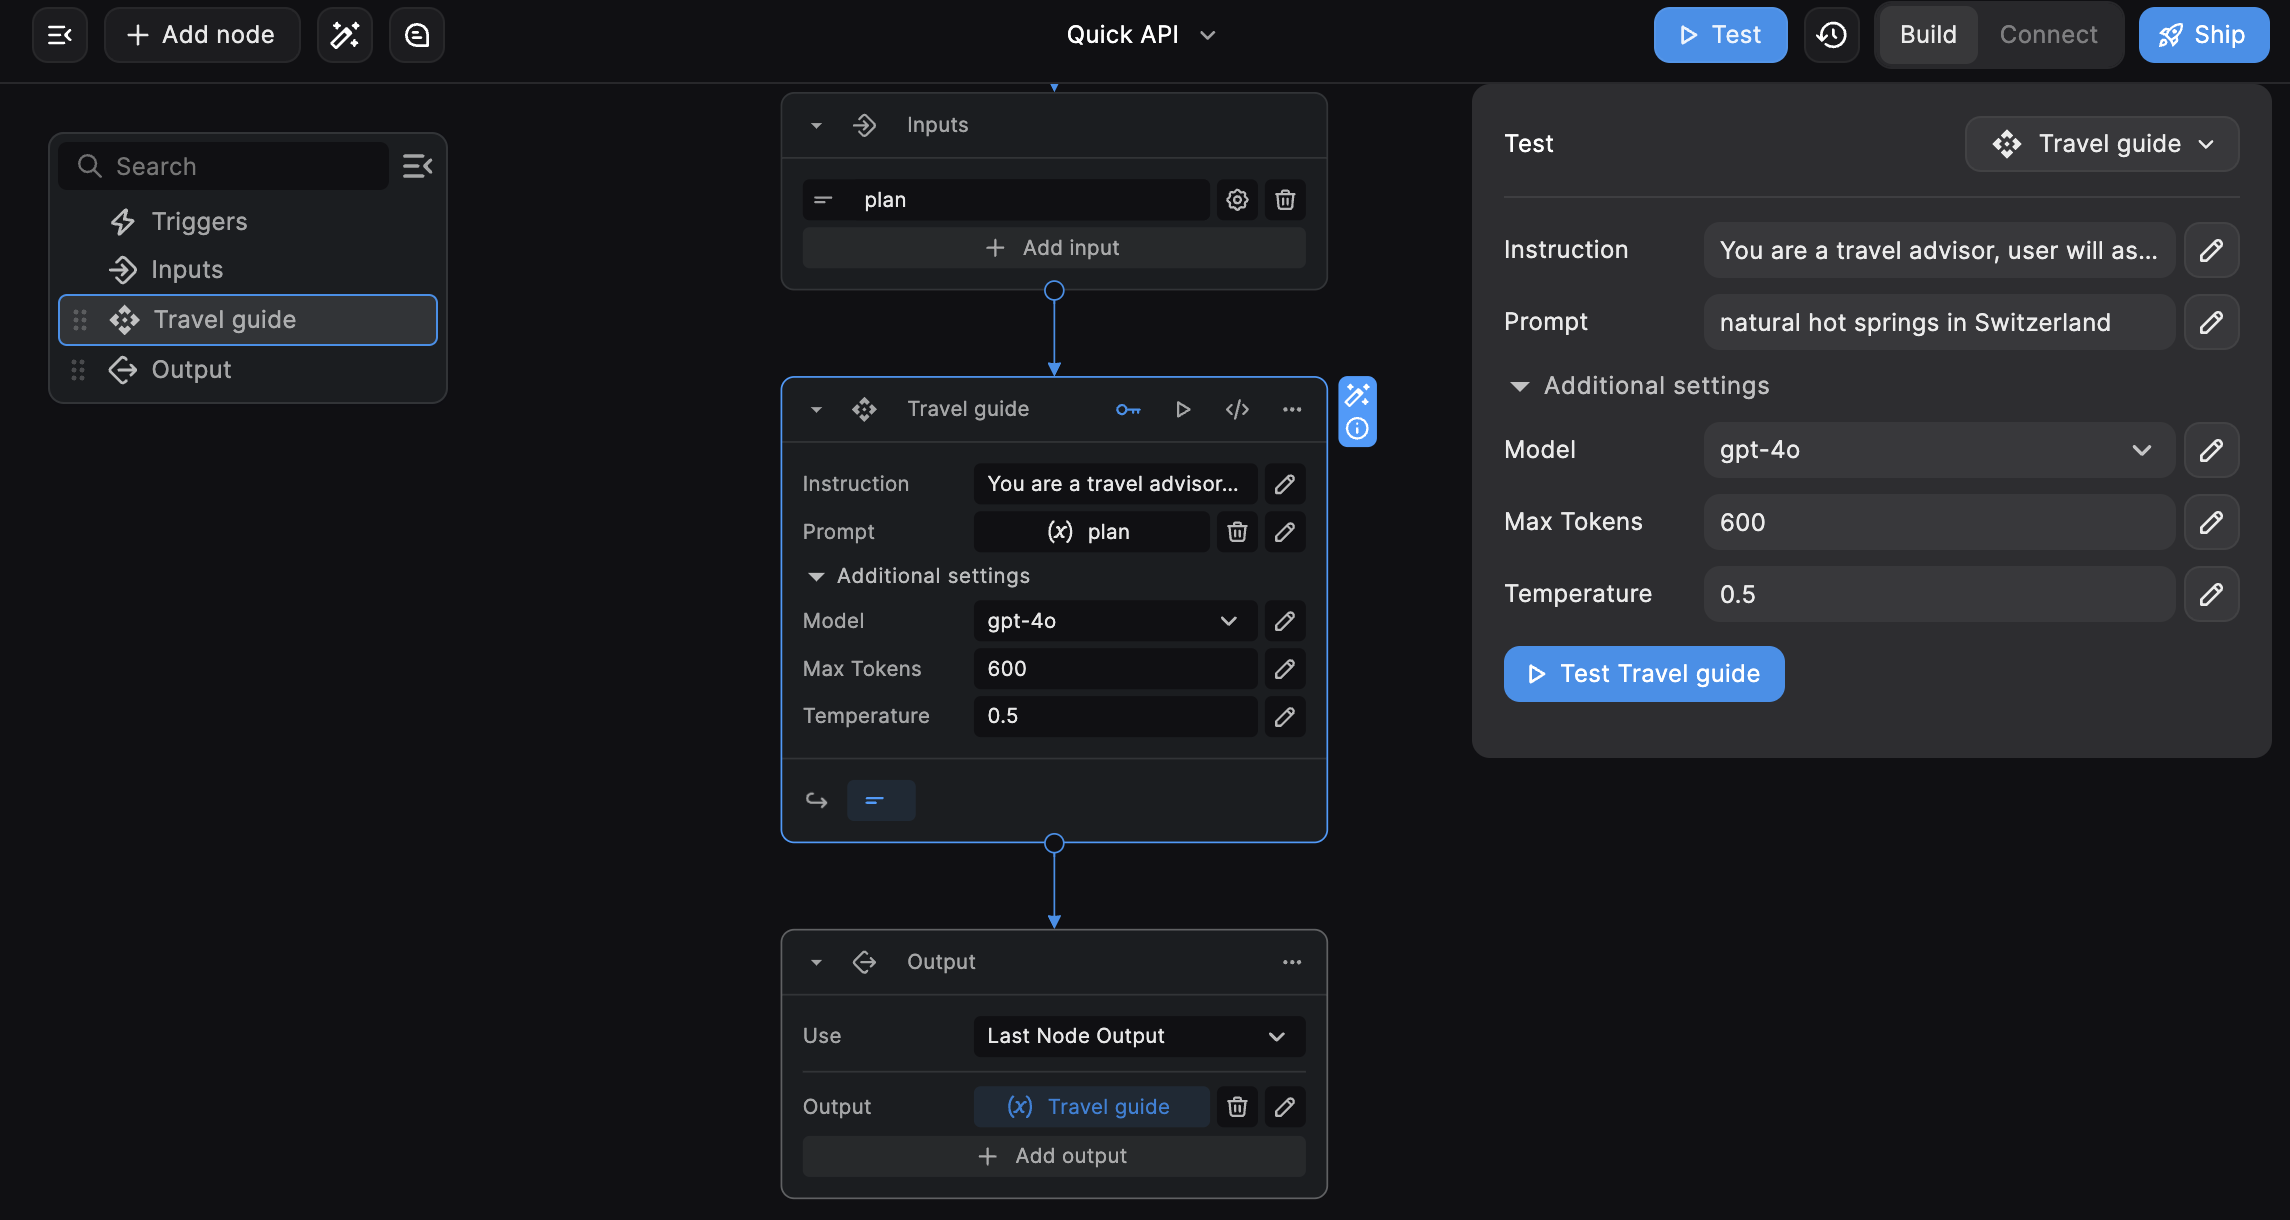 Add node
Quick API
Test
Build
Connect
Ship
Search
Triggers
Inputs
Travel guide
Output
Inputs
plan
Add input
Travel guide
Instruction
You are a travel advisor...
Prompt
(x) plan
Additional settings
Model
gpt-4o
Max Tokens
600
Temperature
0.5
Output
Use
Last Node Output
Output
(x) Travel guide
Add output
Test
Travel guide
Instruction
You are a travel advisor, user will as...
Prompt
natural hot springs in Switzerland
Additional settings
Model
gpt-4o
Max Tokens
600
Temperature
0.5
Test Travel guide